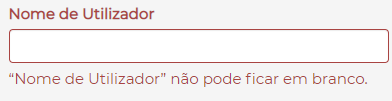 Nome de Utilizador
“Nome de Utilizador” não pode ficar em branco.